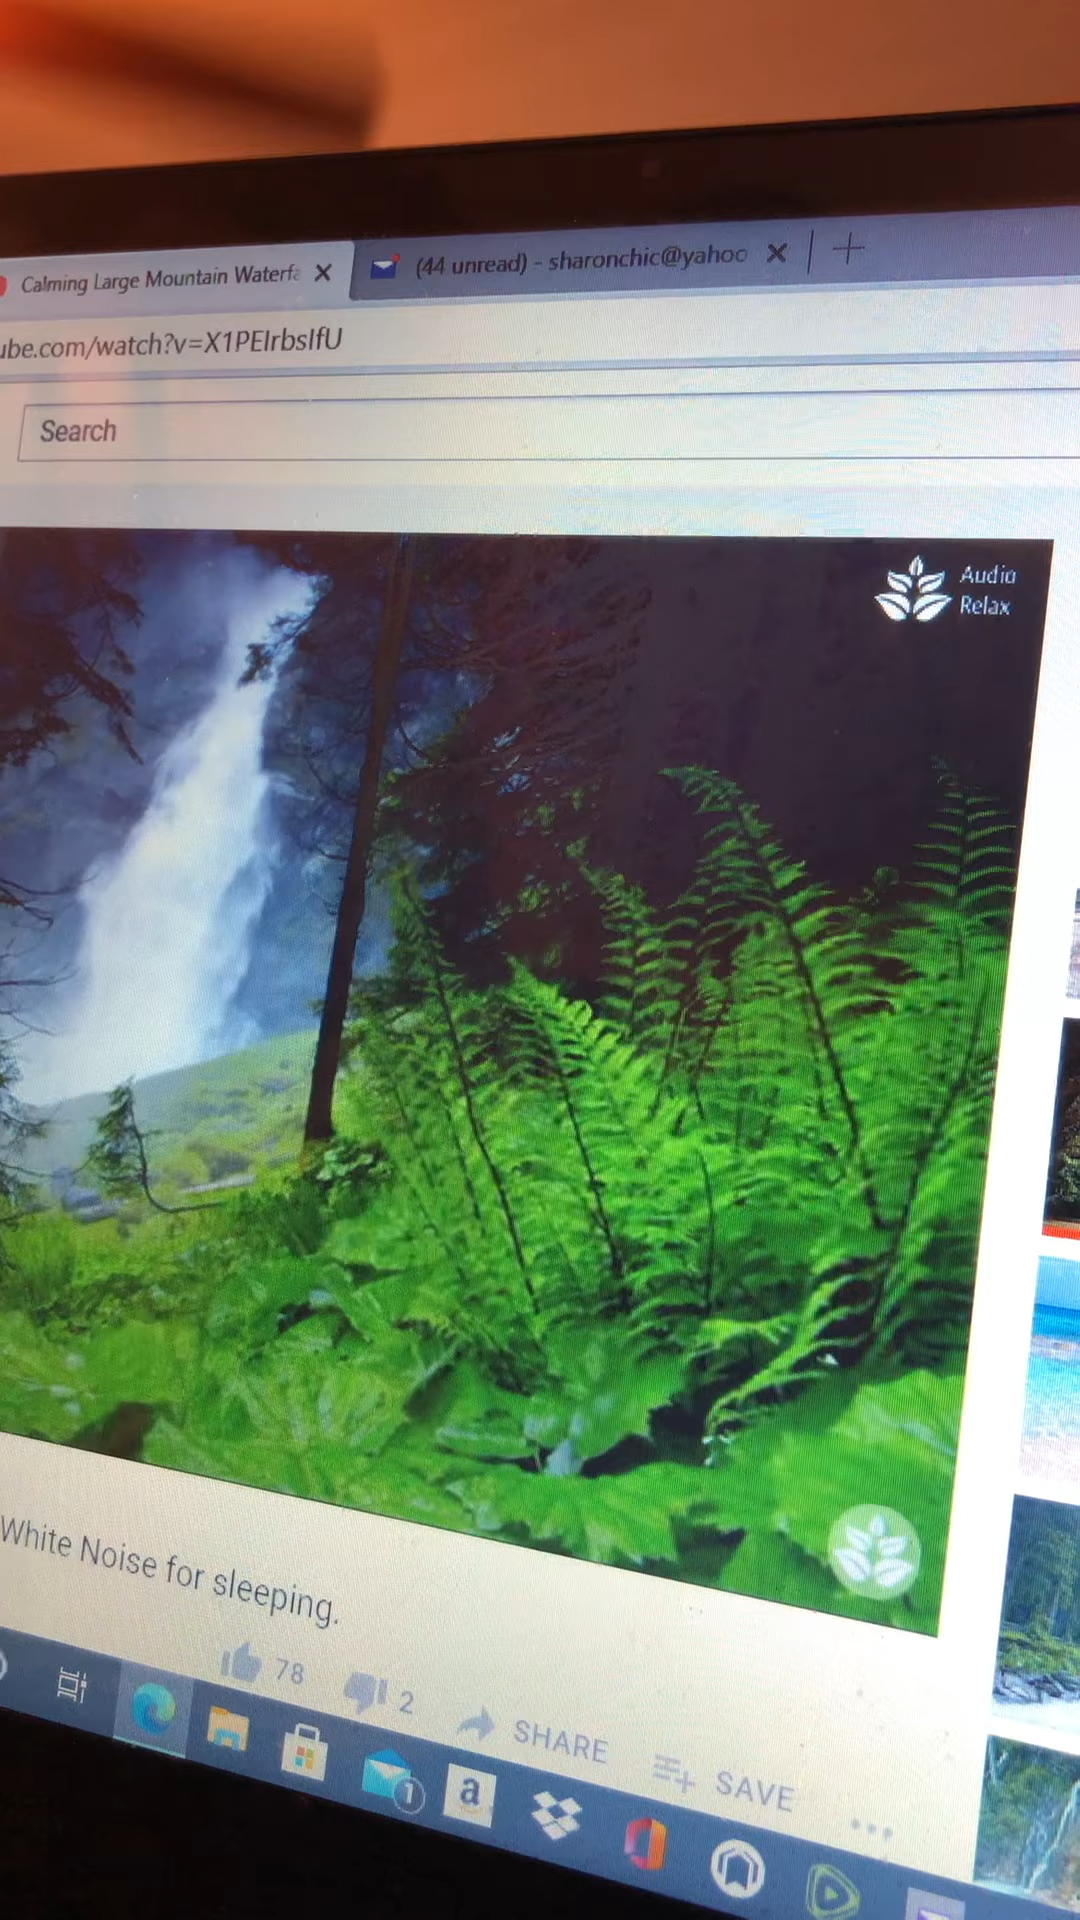 Calming Large Mountain Waterfa
(44 unread) - sharonchic@yahoo
ube.com/watch?v=X1PEIrbsIfU
Search
Audio
Relax
White Noise for sleeping.
78
2
SHARE
SAVE
1
a